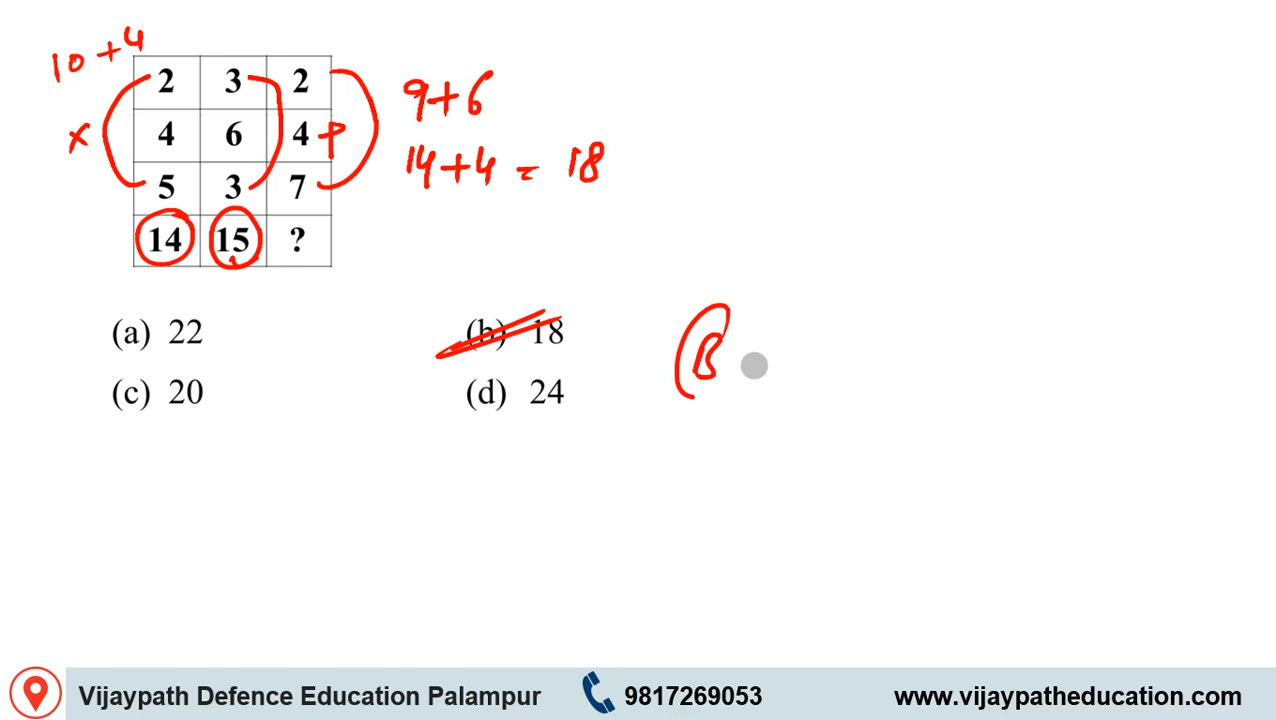 10 + 4
2 3 2
9 + 6
x 4 6 4 +
14 + 4 = 18
5 3 7
14 15 ?
(a) 22 (b) 18
(B
(c) 20 (d) 24
Vijaypath Defence Education Palampur 9817269053 www.vijaypatheducation.com